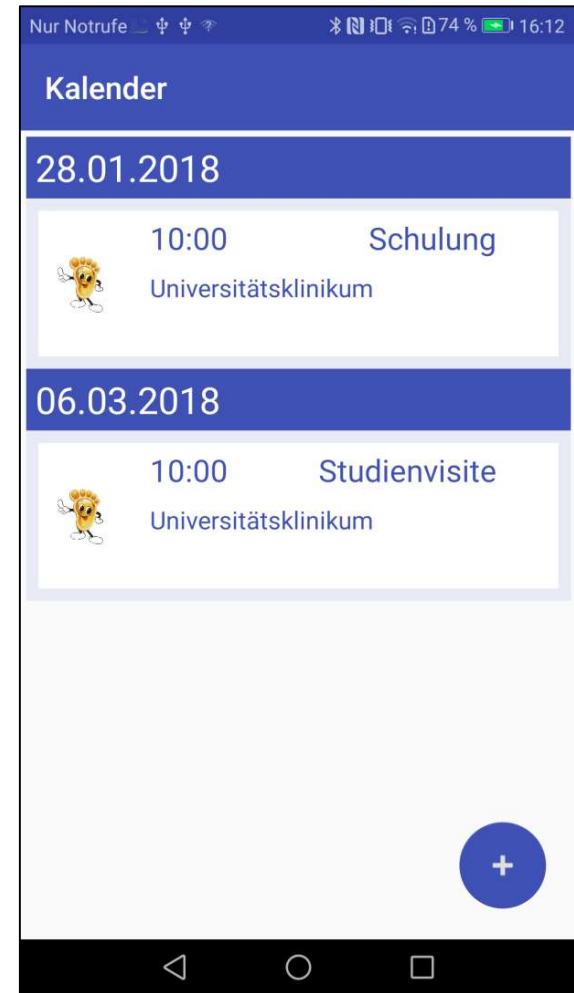 Nur Notrufe 74 % 16:12
Kalender
28.01.2018
10:00 Schulung
Universitätsklinikum
06.03.2018
10:00 Studienvisite
Universitätsklinikum
+